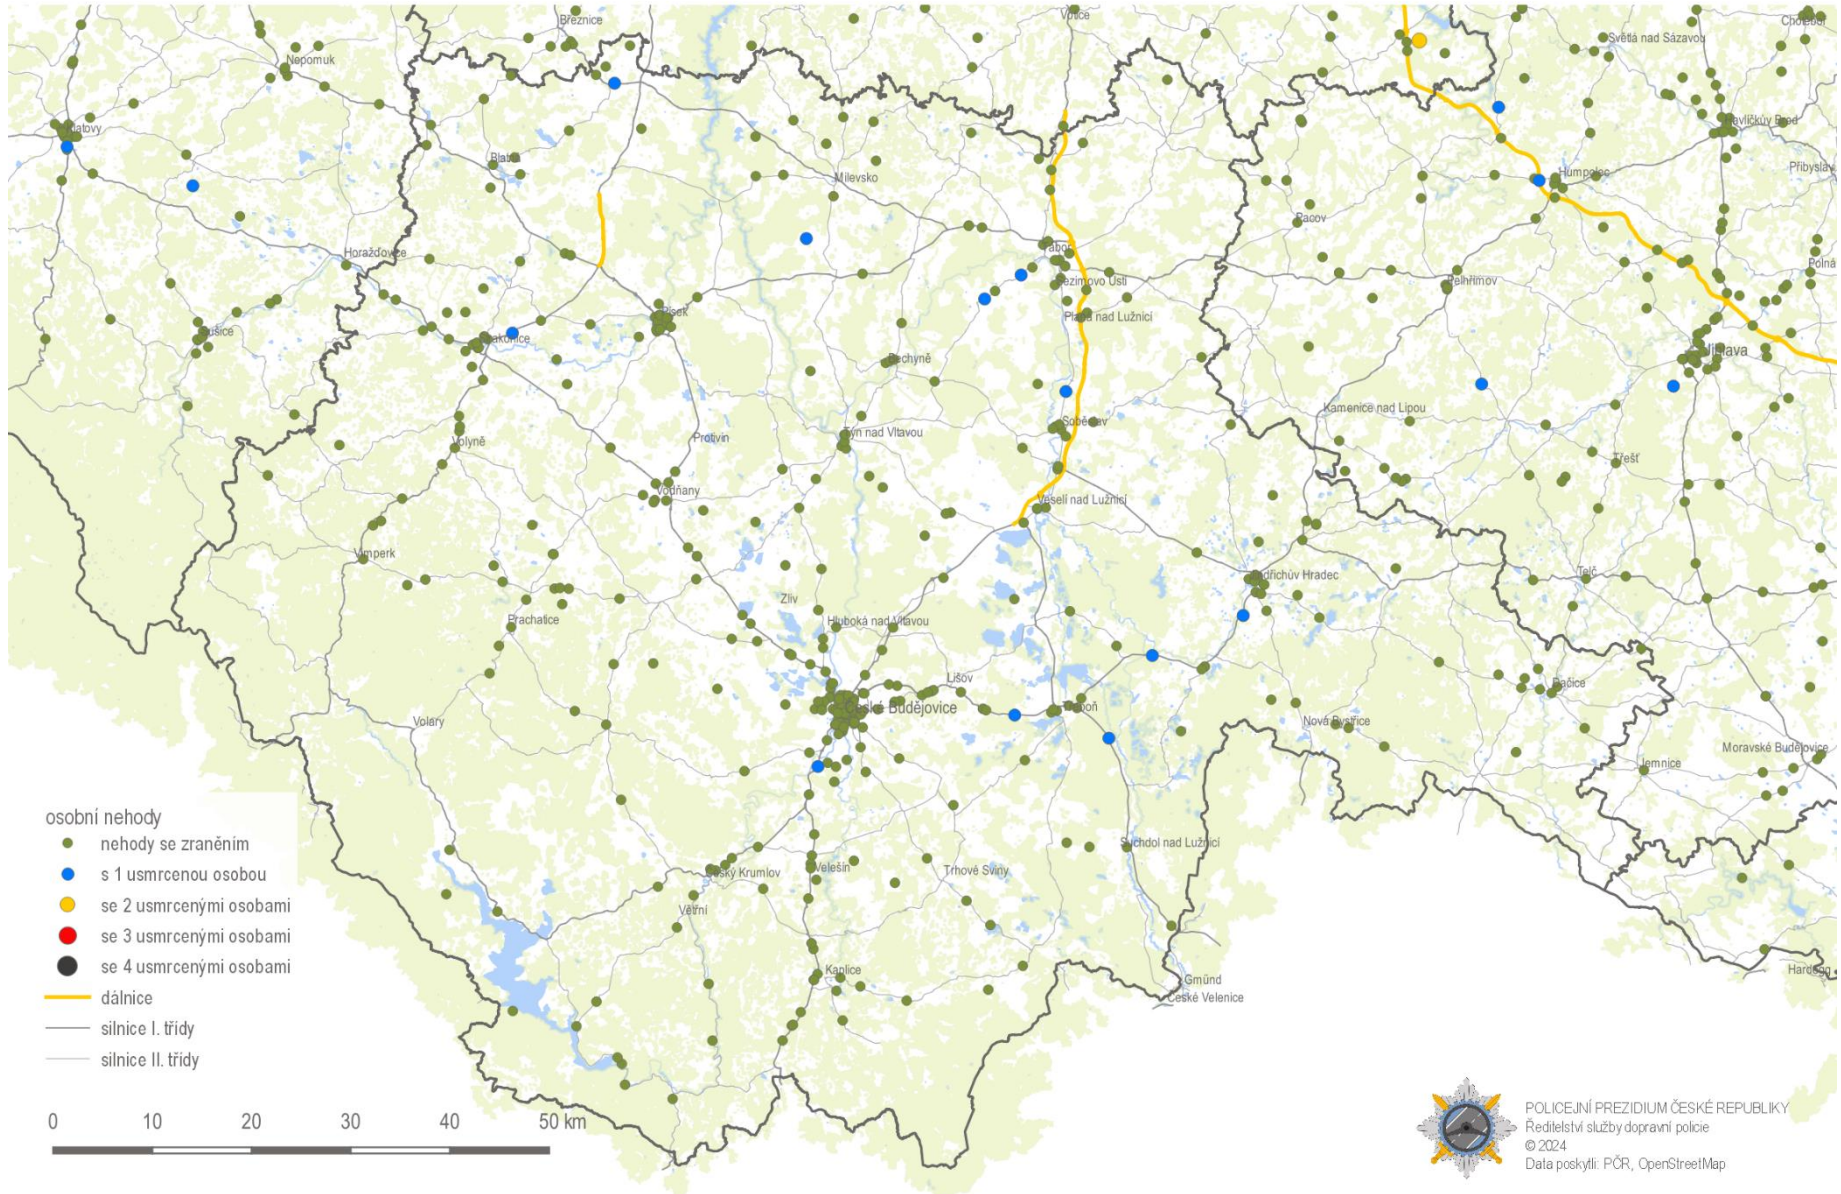 Březnice
Votice
Chotěboř
Světlá nad Sázavou
Nepomuk
Klatovy
Havlíčkův Brod
Blatná
Milevsko
Humpolec
Přibyslav
Pacov
Horažďovice
Tábor
Polná
Sezimovo Ústí
Pelhřimov
Písek
Planá nad Lužnicí
Sušice
Strakonice
Bechyně
Jihlava
Kamenice nad Lipou
Soběslav
Týn nad Vltavou
Protivín
Volyně
Třešť
Vodňany
Veselí nad Lužnicí
Vimperk
Jindřichův Hradec
Telč
Zliv
Prachatice
Hluboká nad Vltavou
Lišov
Dačice
České Budějovice
Třeboň
Volary
Nová Bystřice
Moravské Budějovice
Jemnice
Suchdol nad Lužnicí
Velešín
Český Krumlov
Trhové Sviny
Větřní
Kaplice
Hardegg
Gmünd
České Velenice
osobní nehody
nehody se zraněním
s 1 usmrcenou osobou
se 2 usmrcenými osobami
se 3 usmrcenými osobami
se 4 usmrcenými osobami
dálnice
silnice I. třídy
silnice II. třídy
0 10 20 30 40 50 km
POLICEJNÍ PREZIDIUM ČESKÉ REPUBLIKY
Ředitelství služby dopravní policie
© 2024
Data poskytli: PČR, OpenStreetMap